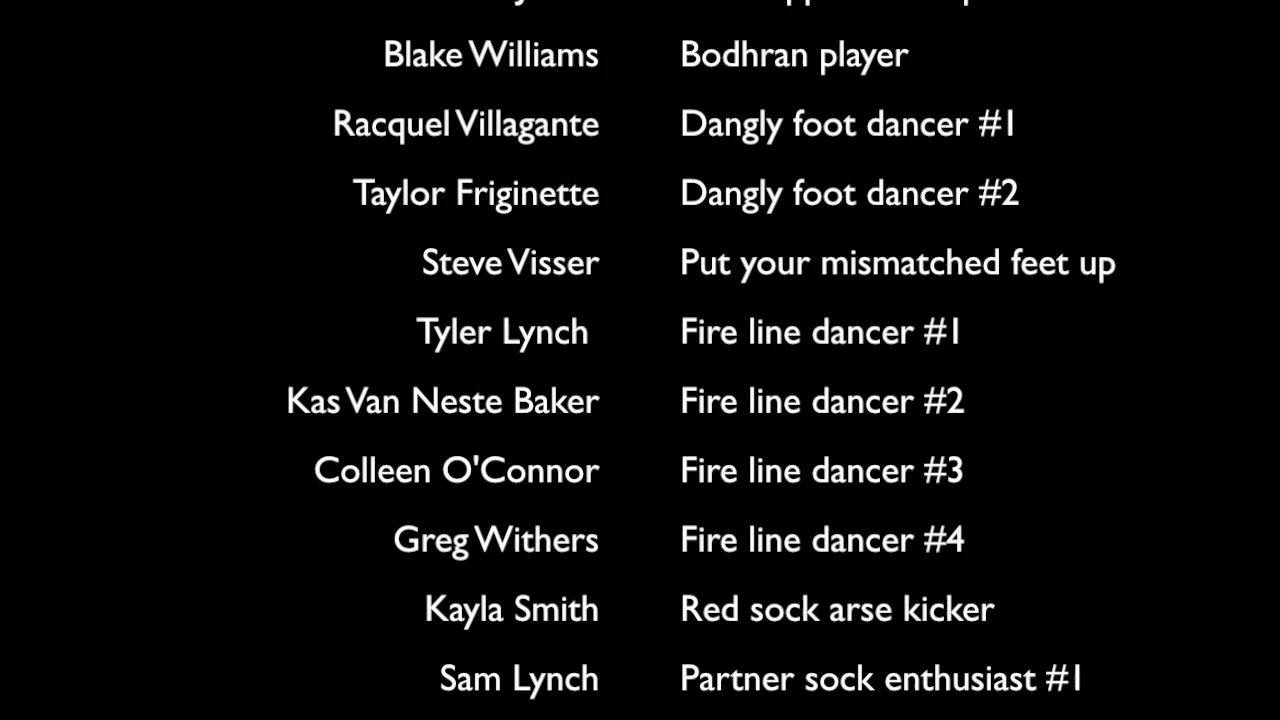 Blake Williams Bodhran player
Racquel Villagante Dangly foot dancer #1
Taylor Friginette Dangly foot dancer #2
Steve Visser Put your mismatched feet up
Tyler Lynch Fire line dancer #1
Kas Van Neste Baker Fire line dancer #2
Colleen O'Connor Fire line dancer #3
Greg Withers Fire line dancer #4
Kayla Smith Red sock arse kicker
Sam Lynch Partner sock enthusiast #1